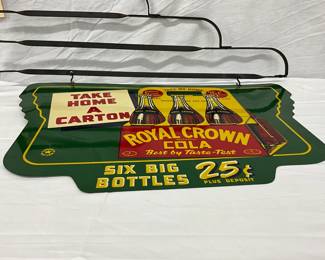 TAKE
HOME
A
CARTON
ROYAL CROWN
COLA
Best by Taste-Test
SIX BIG
BOTTLES
25¢
PLUS DEPOSIT